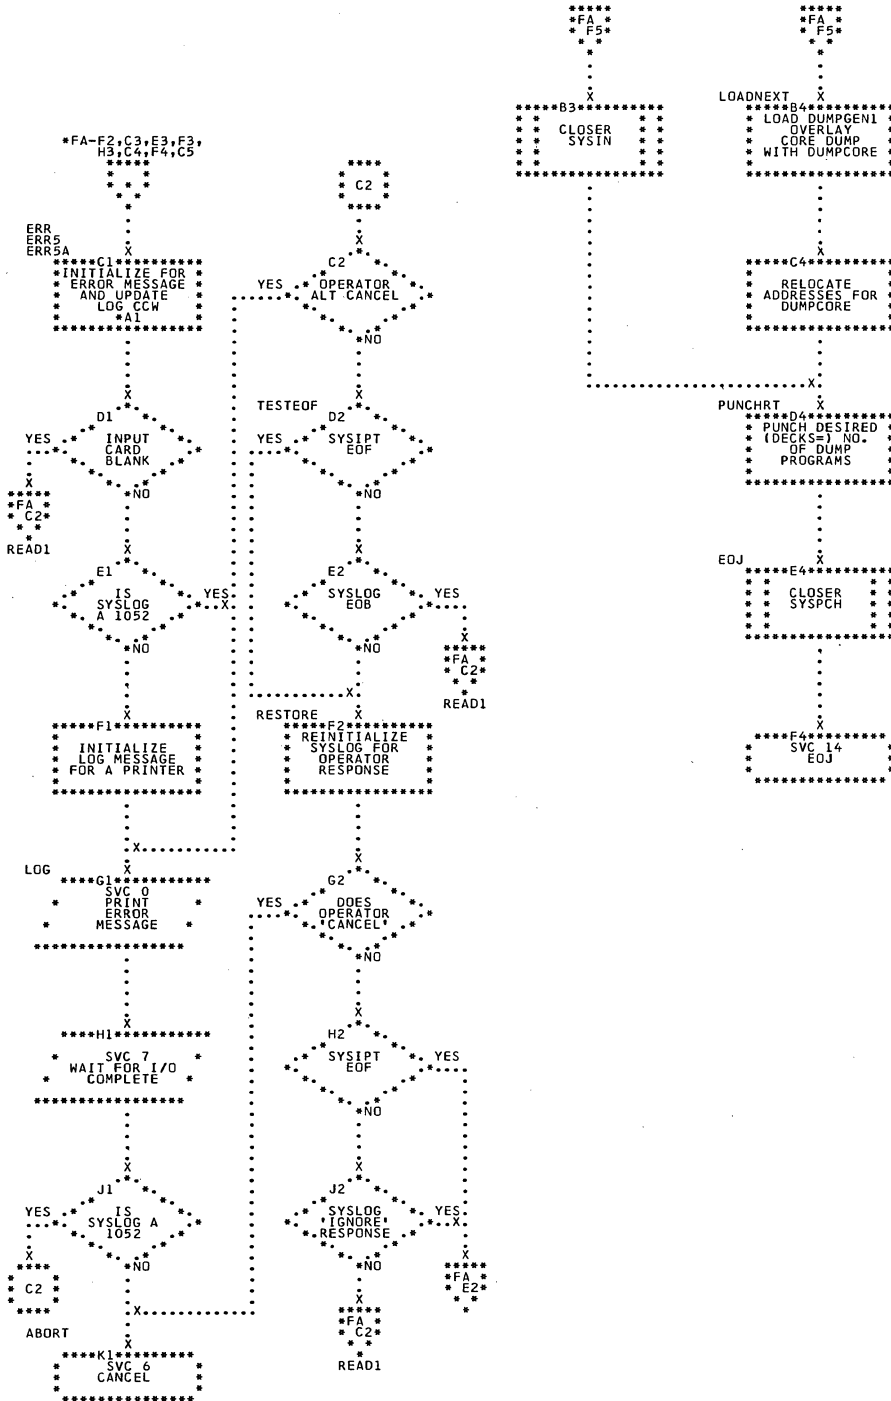 *FA-F2,C3,E3,F3,
H3,C4,F4,C5
ERR
ERR5
ERR5A
C1
INITIALIZE FOR
ERROR MESSAGE
AND UPDATE
LOG CCW
*A1
D1
INPUT
CARD
BLANK
YES
NO
FA
C2
READ1
E1
IS
SYSLOG
A 1052
YES
NO
F1
INITIALIZE
LOG MESSAGE
FOR A PRINTER
LOG
G1
SVC 0
PRINT
ERROR
MESSAGE
H1
SVC 7
WAIT FOR I/O
COMPLETE
J1
IS
SYSLOG A
1052
YES
NO
C2
ABORT
K1
SVC 6
CANCEL
C2
C2
OPERATOR
ALT CANCEL
YES
NO
TESTEOF
D2
SYSIPT
EOF
YES
NO
E2
SYSLOG
EOB
YES
NO
FA
C2
READ1
RESTORE
F2
REINITIALIZE
SYSLOG FOR
OPERATOR
RESPONSE
G2
DOES
OPERATOR
'CANCEL'
YES
NO
H2
SYSIPT
EOF
YES
NO
J2
SYSLOG
'IGNORE'
RESPONSE
YES
NO
FA
E2
FA
C2
READ1
FA
F5
B3
CLOSER
SYSIN
FA
F5
LOADNEXT
B4
LOAD DUMPGEN1
OVERLAY
CORE DUMP
WITH DUMPCORE
C4
RELOCATE
ADDRESSES FOR
DUMPCORE
PUNCHRT
D4
PUNCH DESIRED
(DECKS=) NO.
OF DUMP
PROGRAMS
EOJ
E4
CLOSER
SYSPCH
F4
SVC 14
EOJ